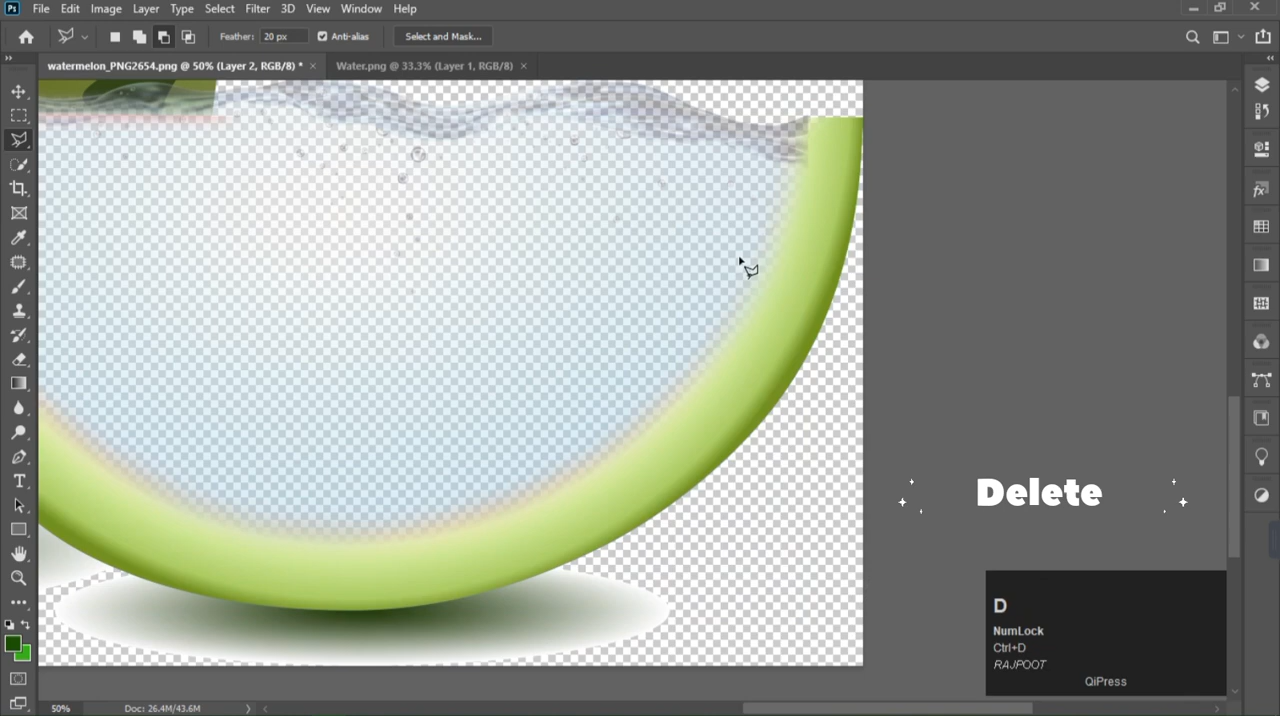 Ps File Edit Image Layer Type Select Filter 3D View Window Help
Feather: 20 px Anti-alias Select and Mask...
watermelon_PNG2654.png @ 50% (Layer 2, RGB/8) * × Water.png @ 33.3% (Layer 1, RGB/8) ×
fx
T
Delete
D
NumLock
Ctrl+D
RAJPOOT
QiPress
50% Doc: 26.4M/43.6M